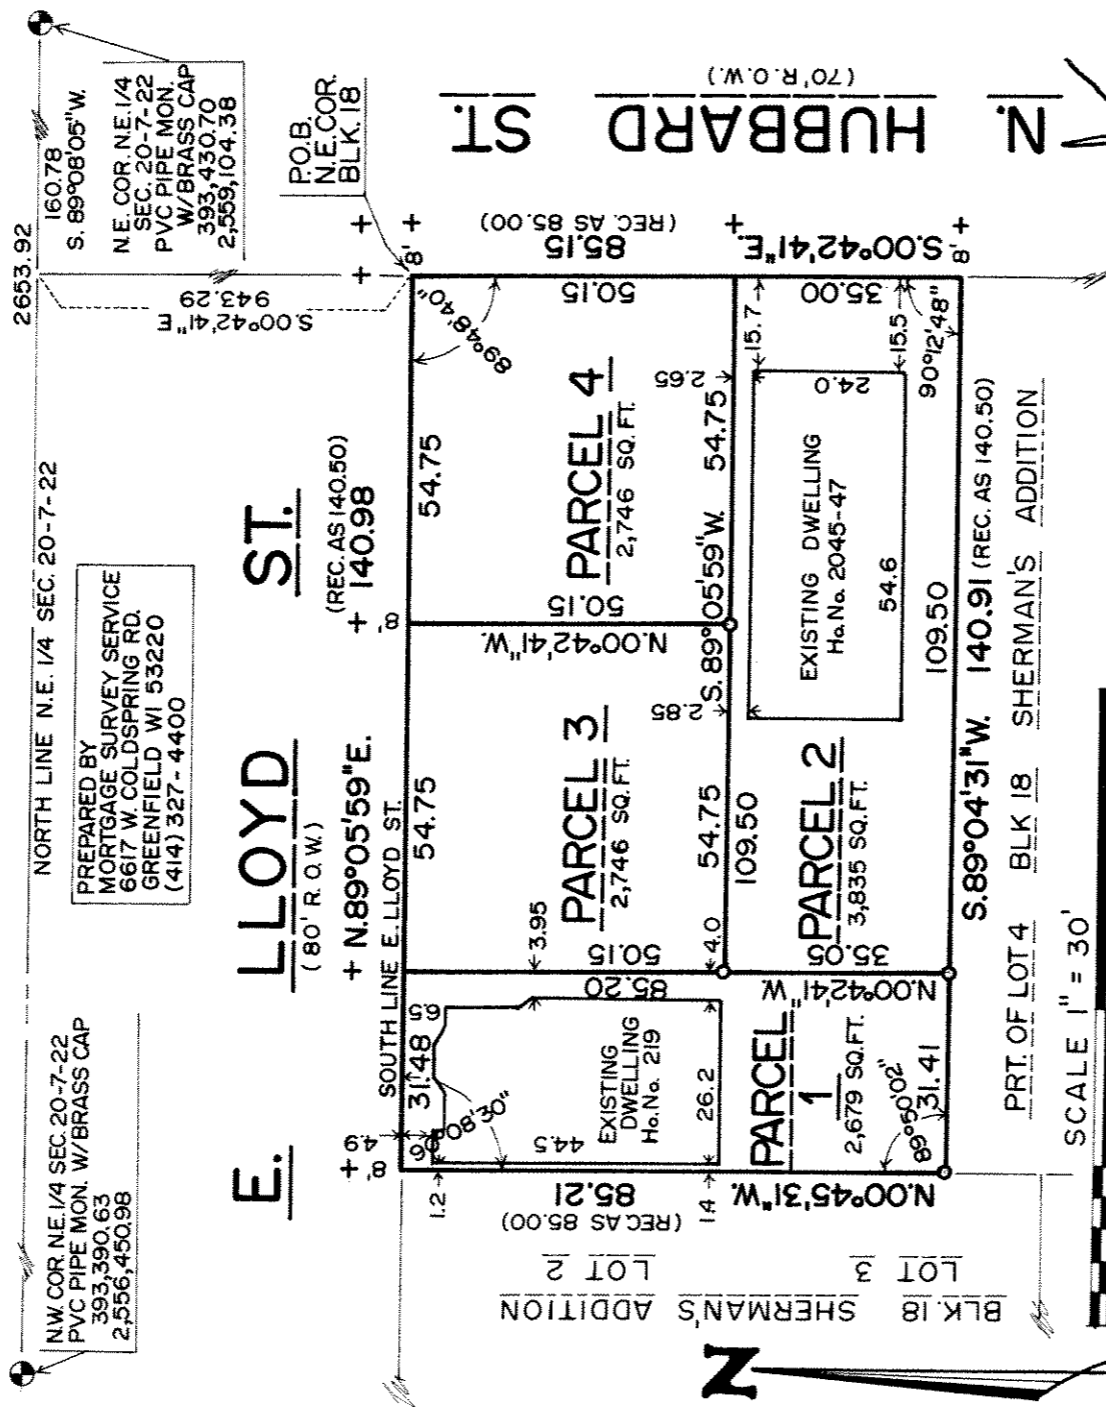 2653.92
160.78
S. 89°08'05"W.
N.E. COR. N.E. 1/4
SEC. 20-7-22
PVC PIPE MON.
W/BRASS CAP
393,430.70
2,559,104.38
P.O.B.
N.E. COR.
BLK. 18
N. HUBBARD ST.
(70' R.O.W.)
S.00°42'41"E
943.29
NORTH LINE N.E. 1/4 SEC. 20-7-22
PREPARED BY
MORTGAGE SURVEY SERVICE
6617 W. COLDSPRING RD.
GREENFIELD WI 53220
(414) 327-4400
N.W. COR. N.E. 1/4 SEC. 20-7-22
PVC PIPE MON. W/BRASS CAP
393,390.63
2,556,450.98
E. LLOYD ST.
(80' R.O.W.)
+ N.89°05'59"E.
140.98
(REC. AS 140.50)
SOUTH LINE E. LLOYD ST.
+ 8'
+ 8'
+ 8'
+
+
+ 8'
31.48
54.75
54.75
(REC. AS 85.00)
85.15
S.00°42'41"E.
50.15
35.00
89°48'40"
PARCEL 4
2,746 SQ. FT.
50.15
N.00°42'41"W.
PARCEL 3
2,746 SQ. FT.
3.95
50.15
4.0
S. 89°05'59"W. 54.75
54.75
109.50
2.65
2.85
15.7
15.5
24.0
54.6
EXISTING DWELLING
Ho. No. 2045-47
90°12'48"
PARCEL 2
3,835 SQ. FT.
35.05
109.50
85.20
N.00°42'41"W.
6.5
4.9
90°08'30"
44.5
EXISTING
DWELLING
Ho. No. 219
26.2
1.2
1.4
PARCEL
1
2,679 SQ. FT.
89°50'02"
31.41
N.00°45'31"W.
85.21
(REC. AS 85.00)
S.89°04'31"W. 140.91 (REC. AS 140.50)
PRT. OF LOT 4 BLK 18 SHERMAN'S ADDITION
LOT 3 LOT 2
BLK. 18 SHERMAN'S ADDITION
SCALE 1" = 30'
N